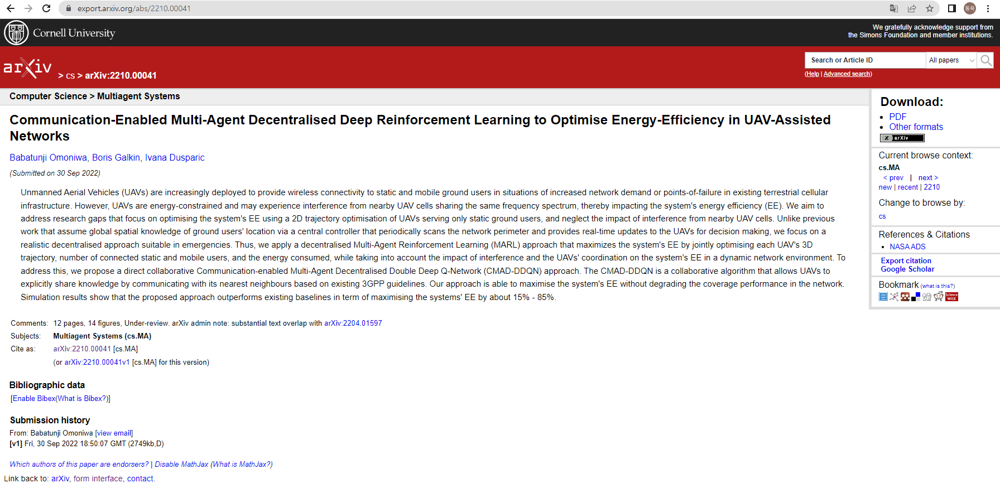 export.arxiv.org/abs/2210.00041
동욱
Cornell University
We gratefully acknowledge support from
the Simons Foundation and member institutions.
arXiv > cs > arXiv:2210.00041
Search or Article ID
All papers
(Help | Advanced search)
Computer Science > Multiagent Systems
Communication-Enabled Multi-Agent Decentralised Deep Reinforcement Learning to Optimise Energy-Efficiency in UAV-Assisted
Networks
Babatunji Omoniwa, Boris Galkin, Ivana Dusparic
(Submitted on 30 Sep 2022)
Unmanned Aerial Vehicles (UAVs) are increasingly deployed to provide wireless connectivity to static and mobile ground users in situations of increased network demand or points-of-failure in existing terrestrial cellular
infrastructure. However, UAVs are energy-constrained and may experience interference from nearby UAV cells sharing the same frequency spectrum, thereby impacting the system's energy efficiency (EE). We aim to
address research gaps that focus on optimising the system's EE using a 2D trajectory optimisation of UAVs serving only static ground users, and neglect the impact of interference from nearby UAV cells. Unlike previous
work that assume global spatial knowledge of ground users' location via a central controller that periodically scans the network perimeter and provides real-time updates to the UAVs for decision making, we focus on a
realistic decentralised approach suitable in emergencies. Thus, we apply a decentralised Multi-Agent Reinforcement Learning (MARL) approach that maximizes the system's EE by jointly optimising each UAV's 3D
trajectory, number of connected static and mobile users, and the energy consumed, while taking into account the impact of interference and the UAVs' coordination on the system's EE in a dynamic network environment. To
address this, we propose a direct collaborative Communication-enabled Multi-Agent Decentralised Double Deep Q-Network (CMAD-DDQN) approach. The CMAD-DDQN is a collaborative algorithm that allows UAVs to
explicitly share knowledge by communicating with its nearest neighbours based on existing 3GPP guidelines. Our approach is able to maximise the system's EE without degrading the coverage performance in the network.
Simulation results show that the proposed approach outperforms existing baselines in term of maximising the systems' EE by about 15% - 85%.
Comments: 12 pages, 14 figures, Under-review. arXiv admin note: substantial text overlap with arXiv:2204.01597
Subjects: Multiagent Systems (cs.MA)
Cite as: arXiv:2210.00041 [cs.MA]
(or arXiv:2210.00041v1 [cs.MA] for this version)
Bibliographic data
[Enable Bibex(What is Bibex?)]
Submission history
From: Babatunji Omoniwa [view email]
[v1] Fri, 30 Sep 2022 18:50:07 GMT (2749kb,D)
Which authors of this paper are endorsers? | Disable MathJax (What is MathJax?)
Link back to: arXiv, form interface, contact.
Download:
PDF
Other formats
X arXiv
Current browse context:
cs.MA
< prev | next >
new | recent | 2210
Change to browse by:
cs
References & Citations
NASA ADS
Export citation
Google Scholar
Bookmark (what is this?)
Science
WISE